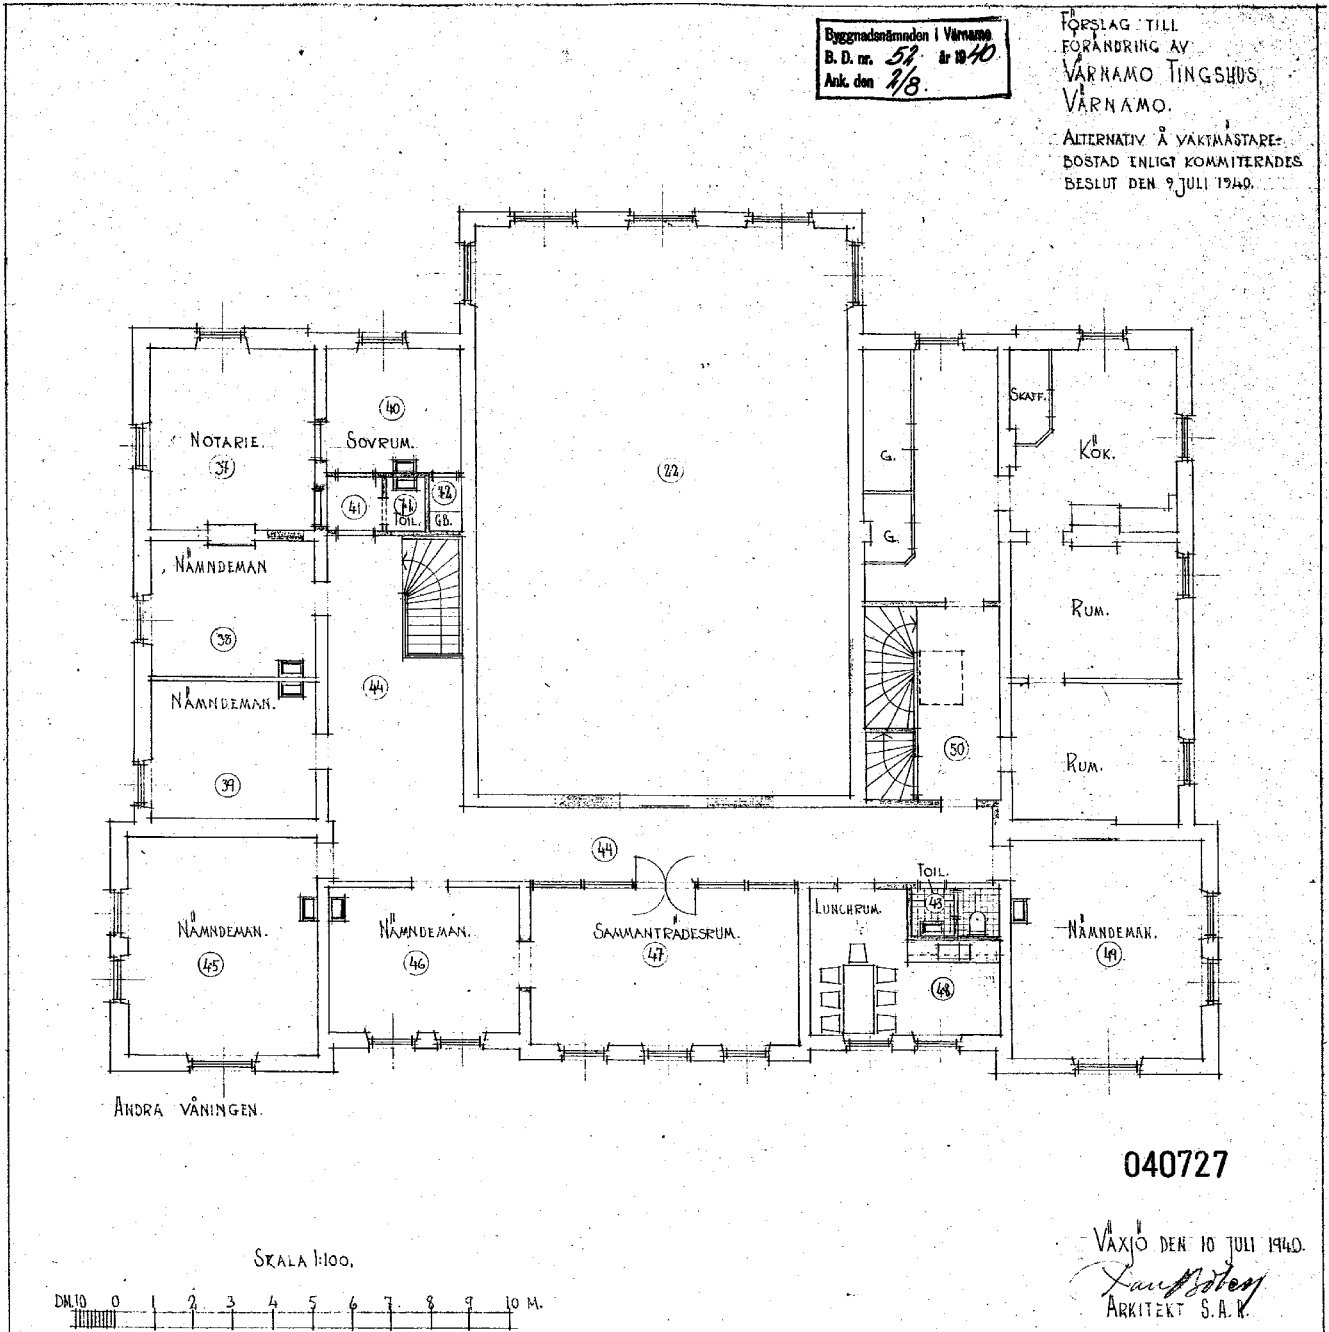 Byggnadsnämnden i Värnamo
B. D. nr. 52 år 1940
Ank. den 2/8.
FÖRSLAG TILL
FÖRÄNDRING AV
VÄRNAMO TINGSHUS,
VÄRNAMO.
ALTERNATIV Å VAKTMÄSTARE-
BOSTAD ENLIGT KOMMITERADES
BESLUT DEN 9 JULI 1940.
NOTARIE.
37
40
SOVRUM.
41
71
TOIL.
72
GB.
22
G.
G.
SKAFF.
KÖK.
NÄMNDEMAN
38
RUM.
NÄMNDEMAN.
39
44
50
RUM.
44
TOIL.
43
NÄMNDEMAN.
45
NÄMNDEMAN.
46
SAMMANTRÄDESRUM.
47
LUNCHRUM.
48
NÄMNDEMAN.
49
ANDRA VÅNINGEN.
040727
VÄXJÖ DEN 10 JULI 1940.
ARKITEKT S.A.R.
SKALA 1:100.
DM.10 0 1 2 3 4 5 6 7 8 9 10 M.